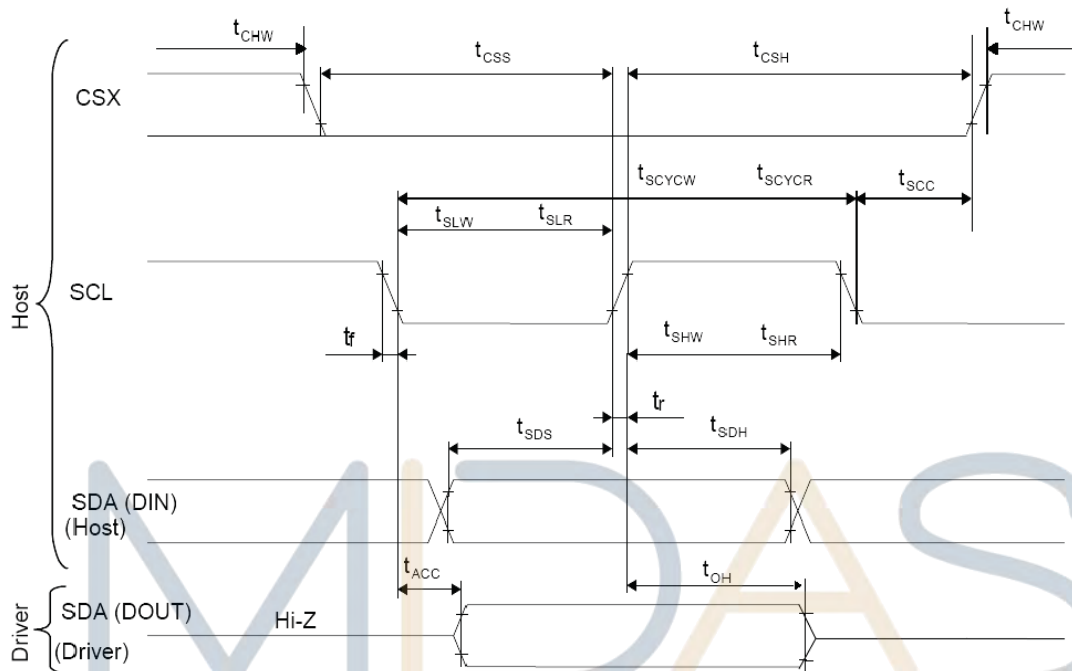 tCHW tCHW
tCSS tCSH
CSX
tSCYCW tSCYCR tSCC
tSLW tSLR
SCL
Host
tf tSHW tSHR
tr
tSDS tSDH
SDA (DIN)
(Host)
MIDAS
tACC tOH
SDA (DOUT) Hi-Z
(Driver)
Driver